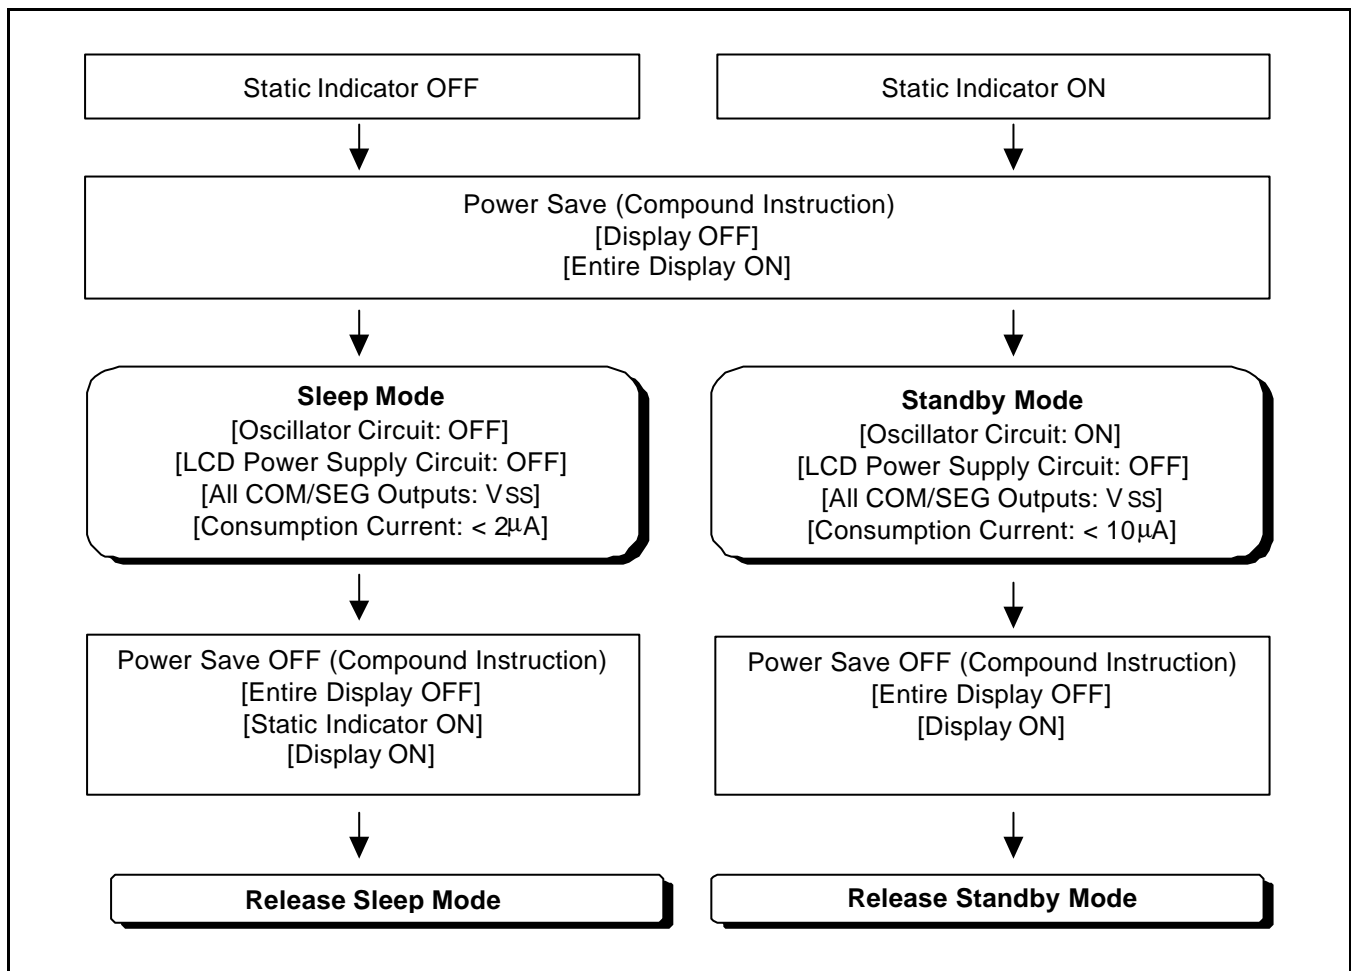 Static Indicator OFF
Static Indicator ON
Power Save (Compound Instruction)
[Display OFF]
[Entire Display ON]
Sleep Mode
[Oscillator Circuit: OFF]
[LCD Power Supply Circuit: OFF]
[All COM/SEG Outputs: VSS]
[Consumption Current: < 2μA]
Standby Mode
[Oscillator Circuit: ON]
[LCD Power Supply Circuit: OFF]
[All COM/SEG Outputs: VSS]
[Consumption Current: < 10μA]
Power Save OFF (Compound Instruction)
[Entire Display OFF]
[Static Indicator ON]
[Display ON]
Power Save OFF (Compound Instruction)
[Entire Display OFF]
[Display ON]
Release Sleep Mode
Release Standby Mode